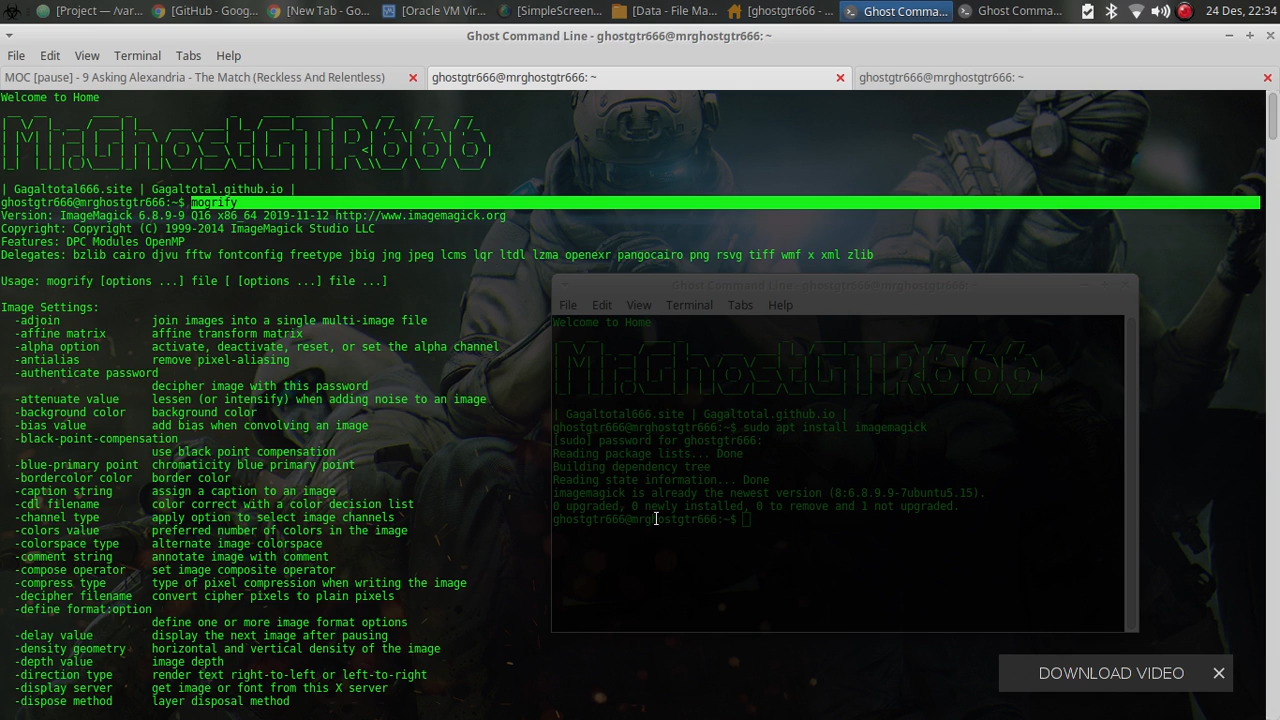 [Project — /var...
[GitHub - Goog...
[New Tab - Go...
[Oracle VM Vir...
[SimpleScreen...
[Data - File Ma...
[ghostgtr666 -...
Ghost Comma...
Ghost Comma...
24 Des, 22:34
Ghost Command Line - ghostgtr666@mrghostgtr666: ~
File Edit View Terminal Tabs Help
MOC [pause] - 9 Asking Alexandria - The Match (Reckless And Relentless)
ghostgtr666@mrghostgtr666: ~
ghostgtr666@mrghostgtr666: ~
Welcome to Home
Mr.GhostGTR666
| Gagaltotal666.site | Gagaltotal.github.io |
ghostgtr666@mrghostgtr666:~$ mogrify
Version: ImageMagick 6.8.9-9 Q16 x86_64 2019-11-12 http://www.imagemagick.org
Copyright: Copyright (C) 1999-2014 ImageMagick Studio LLC
Features: DPC Modules OpenMP
Delegates: bzlib cairo djvu fftw fontconfig freetype jbig jng jpeg lcms lqr ltdl lzma openexr pangocairo png rsvg tiff wmf x xml zlib
Usage: mogrify [options ...] file [ [options ...] file ...]
Image Settings:
-adjoin join images into a single multi-image file
-affine matrix affine transform matrix
-alpha option activate, deactivate, reset, or set the alpha channel
-antialias remove pixel-aliasing
-authenticate password
decipher image with this password
-attenuate value lessen (or intensify) when adding noise to an image
-background color background color
-bias value add bias when convolving an image
-black-point-compensation
use black point compensation
-blue-primary point chromaticity blue primary point
-bordercolor color border color
-caption string assign a caption to an image
-cdl filename color correct with a color decision list
-channel type apply option to select image channels
-colors value preferred number of colors in the image
-colorspace type alternate image colorspace
-comment string annotate image with comment
-compose operator set image composite operator
-compress type type of pixel compression when writing the image
-decipher filename convert cipher pixels to plain pixels
-define format:option
define one or more image format options
-delay value display the next image after pausing
-density geometry horizontal and vertical density of the image
-depth value image depth
-direction type render text right-to-left or left-to-right
-display server get image or font from this X server
-dispose method layer disposal method
Ghost Command Line - ghostgtr666@mrghostgtr666: ~
File Edit View Terminal Tabs Help
Welcome to Home
Mr.GhostGTR666
| Gagaltotal666.site | Gagaltotal.github.io |
ghostgtr666@mrghostgtr666:~$ sudo apt install imagemagick
[sudo] password for ghostgtr666:
Reading package lists... Done
Building dependency tree
Reading state information... Done
imagemagick is already the newest version (8:6.8.9.9-7ubuntu5.15).
0 upgraded, 0 newly installed, 0 to remove and 1 not upgraded.
ghostgtr666@mrghostgtr666:~$
DOWNLOAD VIDEO